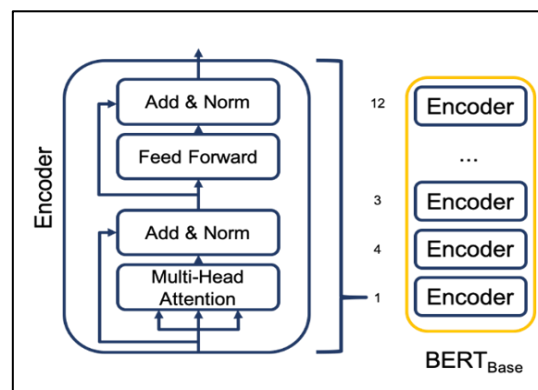 Encoder
Add & Norm
Feed Forward
Add & Norm
Multi-Head
Attention
12
Encoder
...
3
Encoder
4
Encoder
1
Encoder
BERTBase